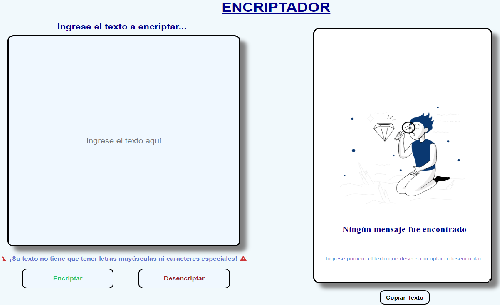 ENCRIPTADOR
Ingrese el texto a encriptar...
Ingrese el texto aquí...
¡Su texto no tiene que tener letras mayúsculas ni caracteres especiales!
Encriptar
Desencriptar
Ningún mensaje fue encontrado
Copiar Texto